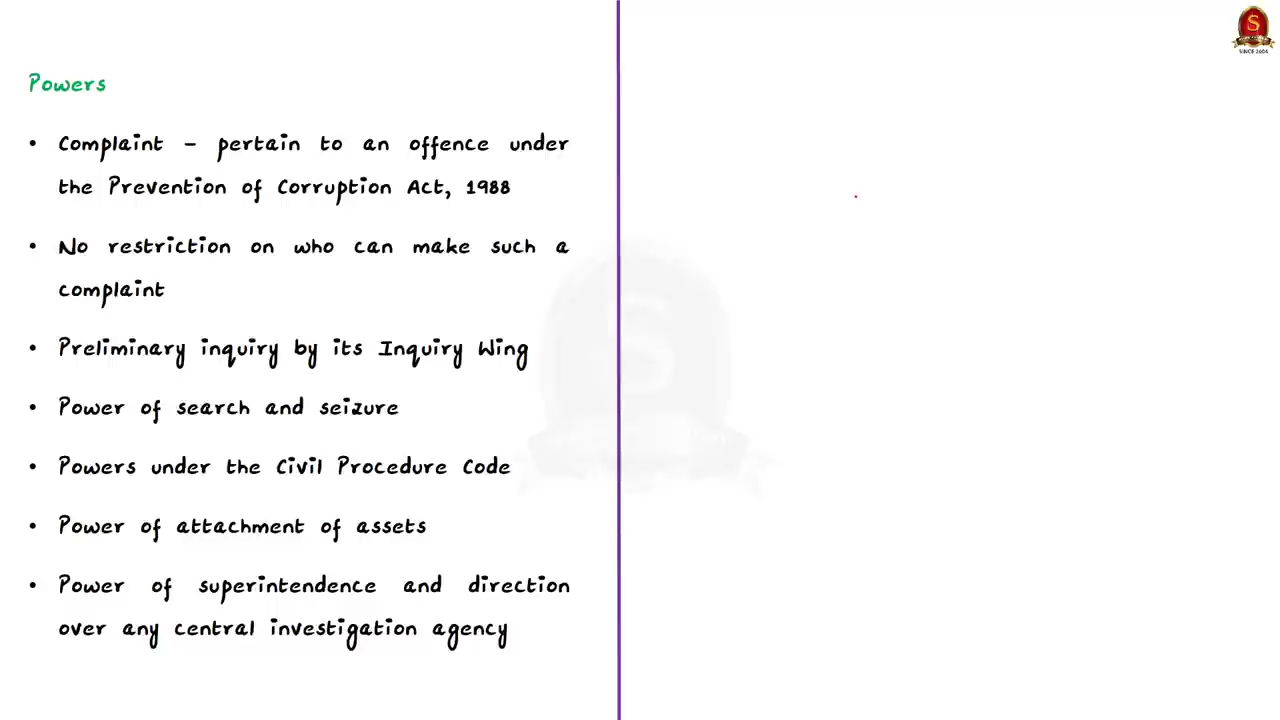 Powers
• Complaint – pertain to an offence under
the Prevention of Corruption Act, 1988
• No restriction on who can make such a
complaint
• Preliminary inquiry by its Inquiry Wing
• Power of search and seizure
• Powers under the Civil Procedure Code
• Power of attachment of assets
• Power of superintendence and direction
over any central investigation agency
S
SINCE 2004